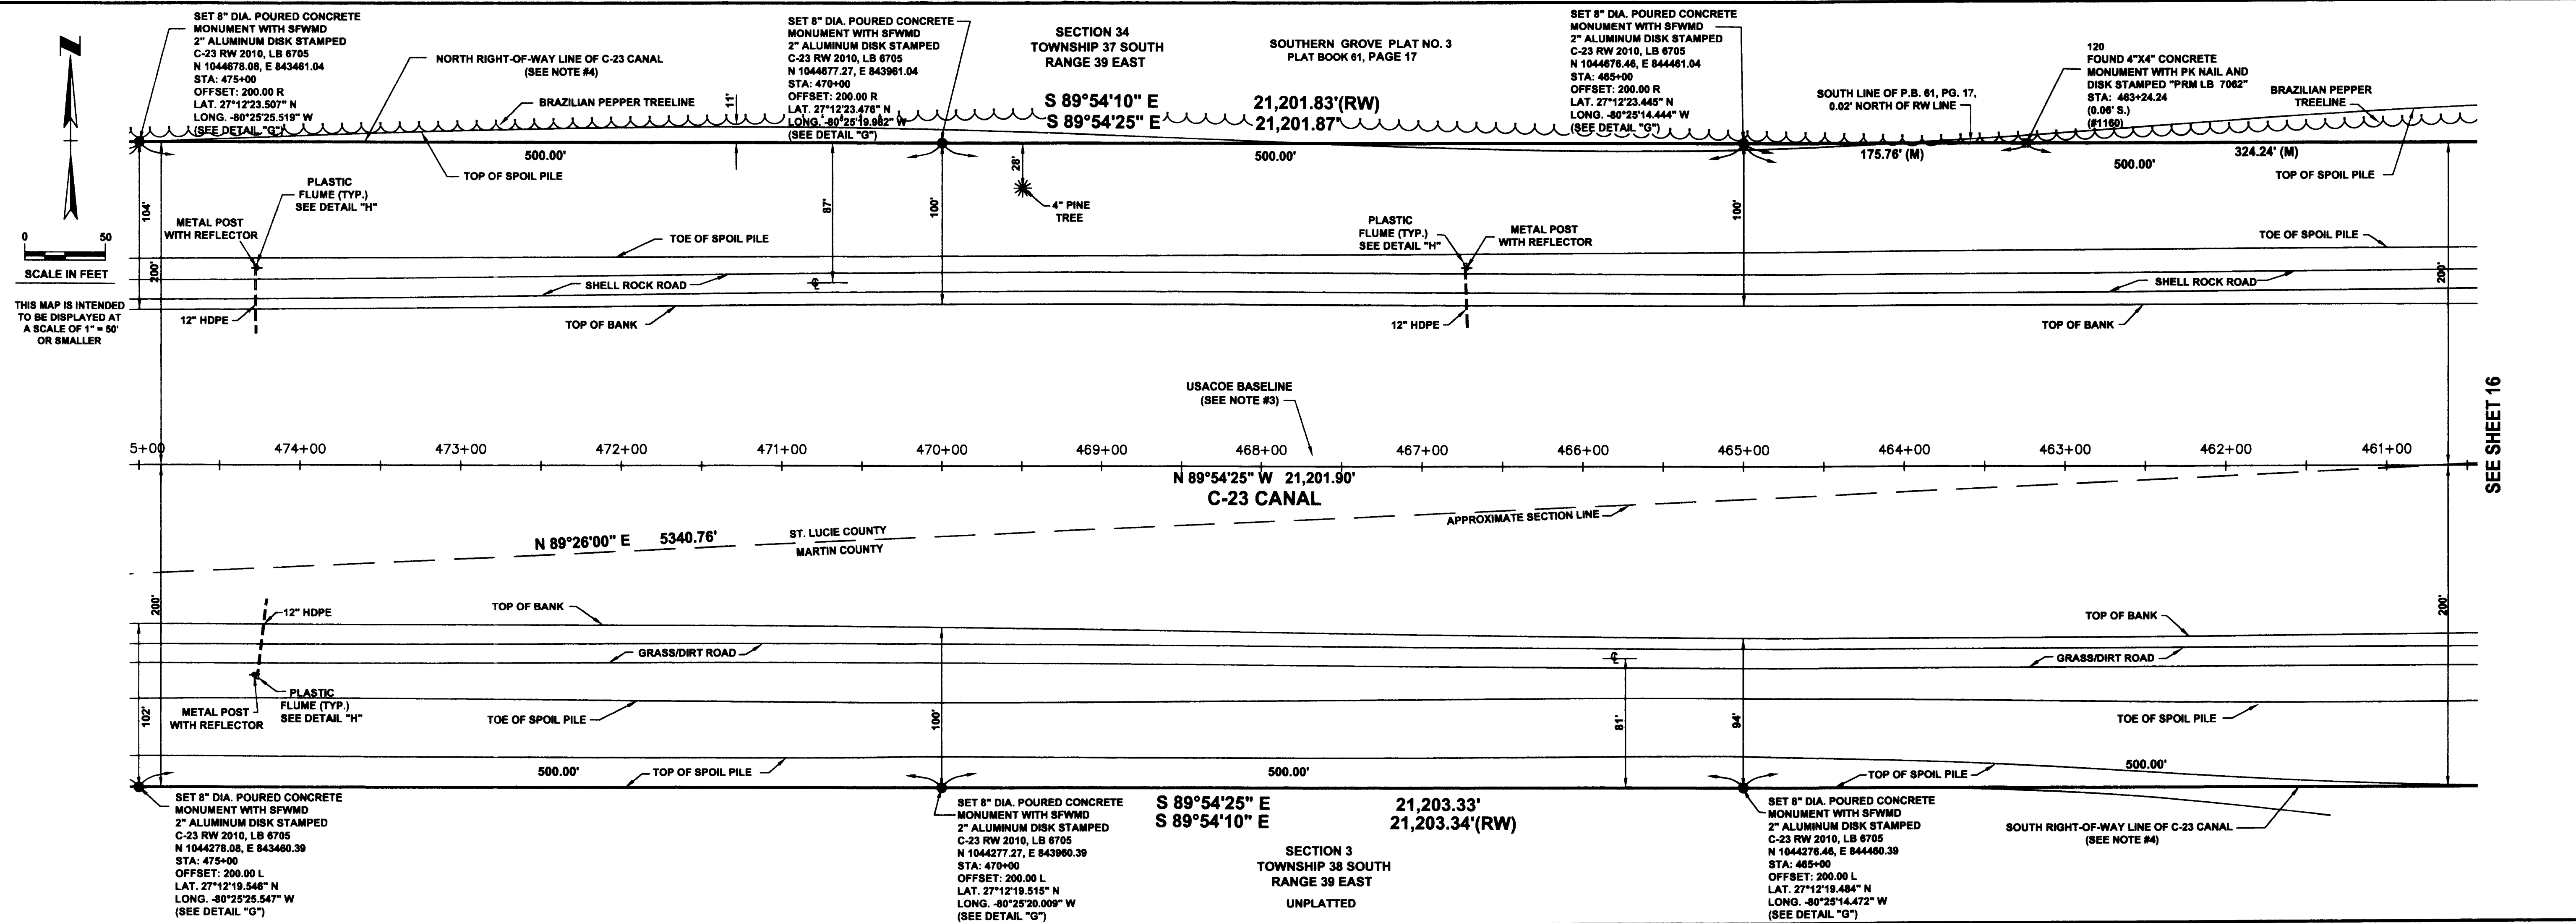 SET 8" DIA. POURED CONCRETE
MONUMENT WITH SFWMD
2" ALUMINUM DISK STAMPED
C-23 RW 2010, LB 6705
N 1044678.08, E 843461.04
STA: 475+00
OFFSET: 200.00 R
LAT. 27°12'23.507" N
LONG. -80°25'25.519" W
(SEE DETAIL "G")
NORTH RIGHT-OF-WAY LINE OF C-23 CANAL
(SEE NOTE #4)
BRAZILIAN PEPPER TREELINE
11'
SET 8" DIA. POURED CONCRETE
MONUMENT WITH SFWMD
2" ALUMINUM DISK STAMPED
C-23 RW 2010, LB 6705
N 1044677.27, E 843961.04
STA: 470+00
OFFSET: 200.00 R
LAT. 27°12'23.476" N
LONG. -80°25'19.982" W
(SEE DETAIL "G")
SECTION 34
TOWNSHIP 37 SOUTH
RANGE 39 EAST
SOUTHERN GROVE PLAT NO. 3
PLAT BOOK 61, PAGE 17
S 89°54'10" E 21,201.83'(RW)
S 89°54'25" E 21,201.87'
SET 8" DIA. POURED CONCRETE
MONUMENT WITH SFWMD
2" ALUMINUM DISK STAMPED
C-23 RW 2010, LB 6705
N 1044676.46, E 844461.04
STA: 465+00
OFFSET: 200.00 R
LAT. 27°12'23.445" N
LONG. -80°25'14.444" W
(SEE DETAIL "G")
SOUTH LINE OF P.B. 61, PG. 17,
0.02' NORTH OF RW LINE
120
FOUND 4"X4" CONCRETE
MONUMENT WITH PK NAIL AND
DISK STAMPED "PRM LB 7062"
STA: 463+24.24
(0.06' S.)
(#1160)
BRAZILIAN PEPPER
TREELINE
N
0 50
SCALE IN FEET
THIS MAP IS INTENDED
TO BE DISPLAYED AT
A SCALE OF 1" = 50'
OR SMALLER
500.00'
500.00'
175.76' (M)
500.00'
324.24' (M)
TOP OF SPOIL PILE
TOP OF SPOIL PILE
28'
4" PINE
TREE
PLASTIC
FLUME (TYP.)
SEE DETAIL "H"
METAL POST
WITH REFLECTOR
104'
200'
87'
100'
100'
200'
PLASTIC
FLUME (TYP.)
SEE DETAIL "H"
METAL POST
WITH REFLECTOR
TOE OF SPOIL PILE
TOE OF SPOIL PILE
SHELL ROCK ROAD
SHELL ROCK ROAD
12" HDPE
TOP OF BANK
12" HDPE
TOP OF BANK
USACOE BASELINE
(SEE NOTE #3)
5+00 474+00 473+00 472+00 471+00 470+00 469+00 468+00 467+00 466+00 465+00 464+00 463+00 462+00 461+00
N 89°54'25" W 21,201.90'
C-23 CANAL
SEE SHEET 16
APPROXIMATE SECTION LINE
N 89°26'00" E 5340.76'
ST. LUCIE COUNTY
MARTIN COUNTY
200'
200'
12" HDPE
TOP OF BANK
TOP OF BANK
GRASS/DIRT ROAD
GRASS/DIRT ROAD
PLASTIC
FLUME (TYP.)
SEE DETAIL "H"
METAL POST
WITH REFLECTOR
102'
TOE OF SPOIL PILE
100'
81'
94'
TOE OF SPOIL PILE
500.00'
TOP OF SPOIL PILE
500.00'
TOP OF SPOIL PILE
500.00'
SET 8" DIA. POURED CONCRETE
MONUMENT WITH SFWMD
2" ALUMINUM DISK STAMPED
C-23 RW 2010, LB 6705
N 1044278.08, E 843460.39
STA: 475+00
OFFSET: 200.00 L
LAT. 27°12'19.546" N
LONG. -80°25'25.547" W
(SEE DETAIL "G")
SET 8" DIA. POURED CONCRETE
MONUMENT WITH SFWMD
2" ALUMINUM DISK STAMPED
C-23 RW 2010, LB 6705
N 1044277.27, E 843960.39
STA: 470+00
OFFSET: 200.00 L
LAT. 27°12'19.515" N
LONG. -80°25'20.009" W
(SEE DETAIL "G")
S 89°54'25" E 21,203.33'
S 89°54'10" E 21,203.34'(RW)
SECTION 3
TOWNSHIP 38 SOUTH
RANGE 39 EAST
UNPLATTED
SET 8" DIA. POURED CONCRETE
MONUMENT WITH SFWMD
2" ALUMINUM DISK STAMPED
C-23 RW 2010, LB 6705
N 1044276.46, E 844460.39
STA: 465+00
OFFSET: 200.00 L
LAT. 27°12'19.484" N
LONG. -80°25'14.472" W
(SEE DETAIL "G")
SOUTH RIGHT-OF-WAY LINE OF C-23 CANAL
(SEE NOTE #4)